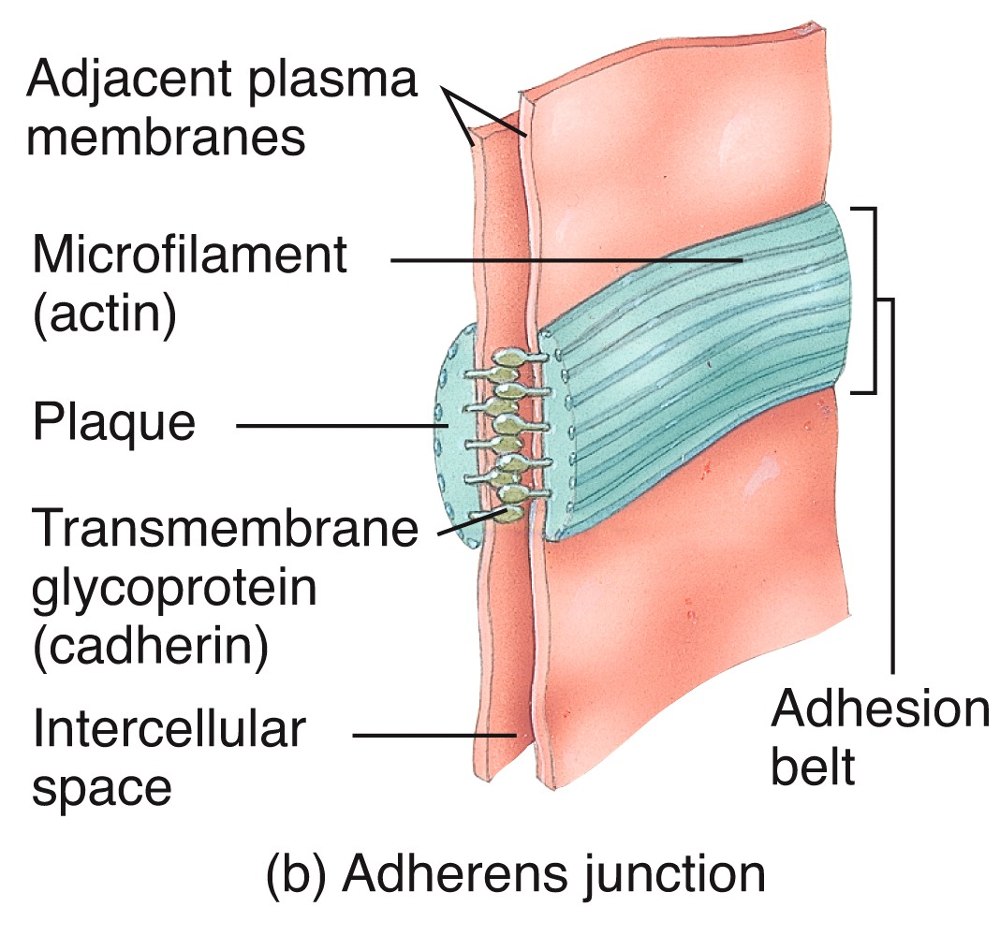 Adjacent plasma
membranes
Microfilament
(actin)
Plaque
Transmembrane
glycoprotein
(cadherin)
Intercellular
space
Adhesion
belt
(b) Adherens junction